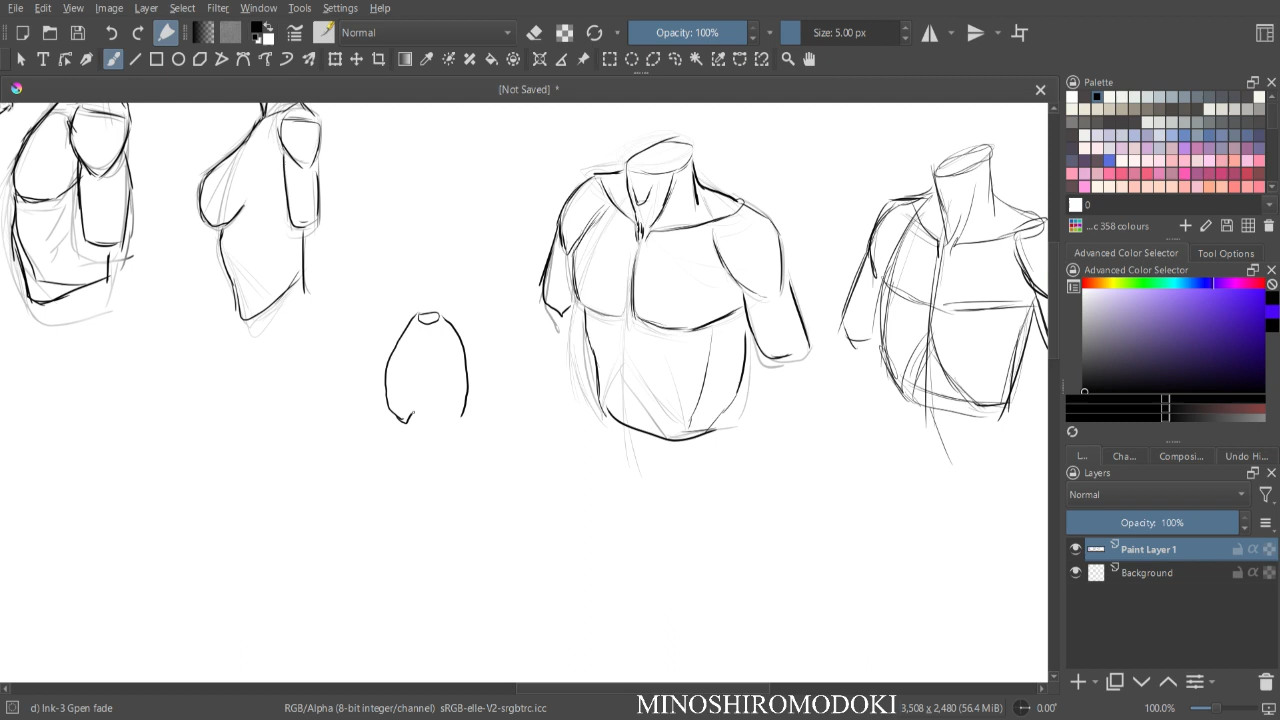 File Edit View Image Layer Select Filter Window Tools Settings Help
Normal Opacity: 100% Size: 5.00 px
[Not Saved] *
Palette
0
...c 358 colours
Advanced Color Selector Tool Options
Advanced Color Selector
L... Cha... Composi... Undo Hi...
Layers
Normal
Opacity: 100%
Paint Layer 1
Background
d) Ink-3 Gpen fade RGB/Alpha (8-bit integer/channel) sRGB-elle-V2-srgbtrc.icc MINOSHIROMODOKI 3,508 x 2,480 (56.4 MiB) 0.00° 100.0%